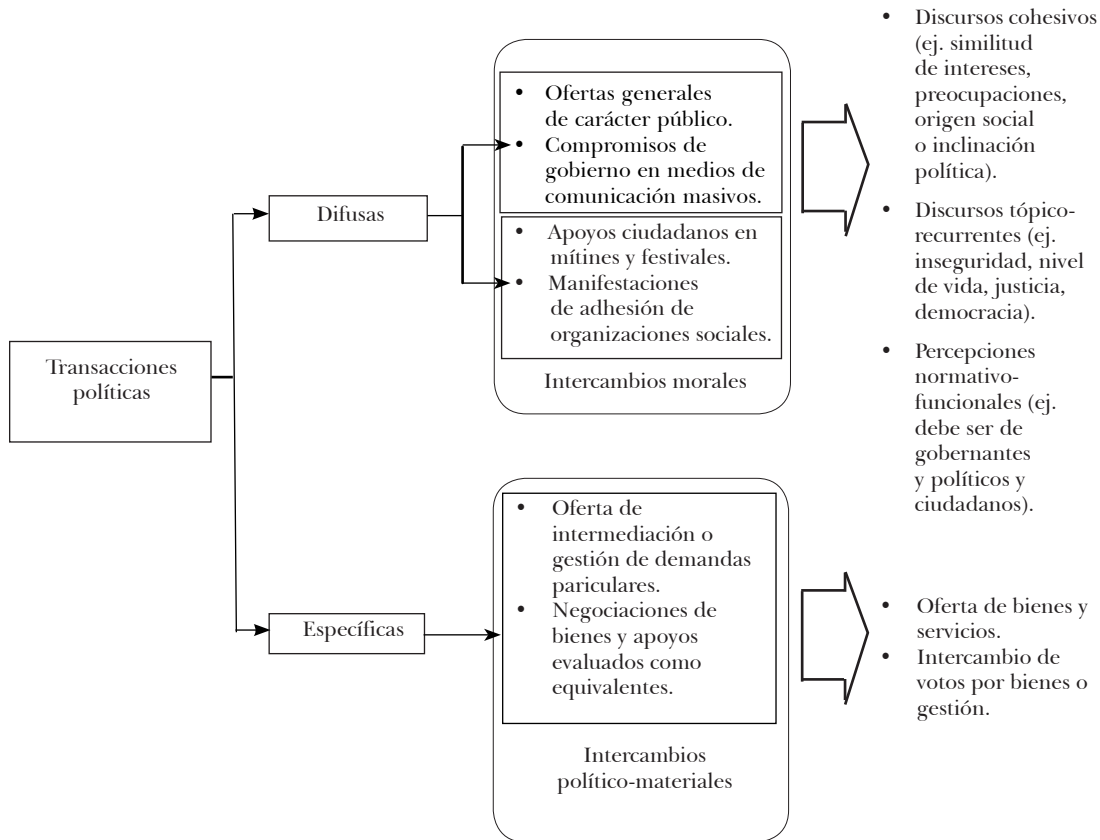 Transacciones
políticas
Difusas
• Ofertas generales
de carácter público.
• Compromisos de
gobierno en medios de
comunicación masivos.
• Apoyos ciudadanos en
mítines y festivales.
• Manifestaciones
de adhesión de
organizaciones sociales.
Intercambios morales
• Discursos cohesivos
(ej. similitud
de intereses,
preocupaciones,
origen social
o inclinación
política).
• Discursos tópico-
recurrentes (ej.
inseguridad, nivel
de vida, justicia,
democracia).
• Percepciones
normativo-
funcionales (ej.
debe ser de
gobernantes
y políticos y
ciudadanos).
Específicas
• Oferta de
intermediación o
gestión de demandas
pariculares.
• Negociaciones de
bienes y apoyos
evaluados como
equivalentes.
Intercambios
político-materiales
• Oferta de bienes y
servicios.
• Intercambio de
votos por bienes o
gestión.